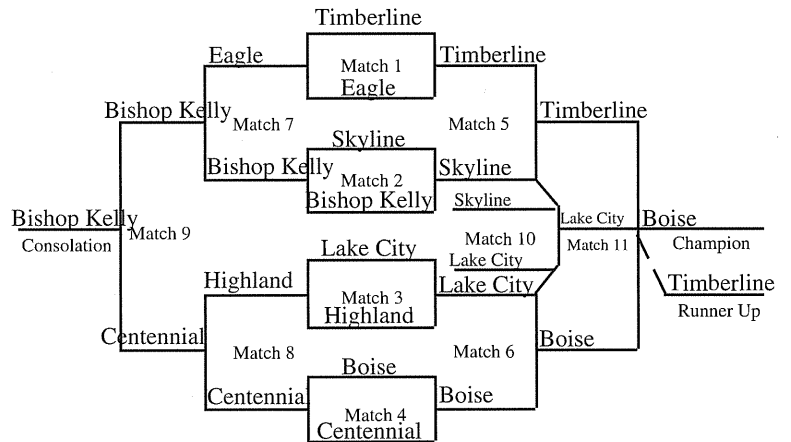 Timberline
Eagle
Match 1
Timberline
Eagle
Bishop Kelly
Match 7
Match 5
Timberline
Skyline
Bishop Kelly
Match 2
Skyline
Bishop Kelly
Skyline
Bishop Kelly
Consolation
Match 9
Match 10
Lake City
Match 11
Boise
Champion
Lake City
Lake City
Highland
Match 3
Lake City
Timberline
Highland
Runner Up
Centennial
Match 8
Match 6
Boise
Boise
Centennial
Match 4
Boise
Centennial